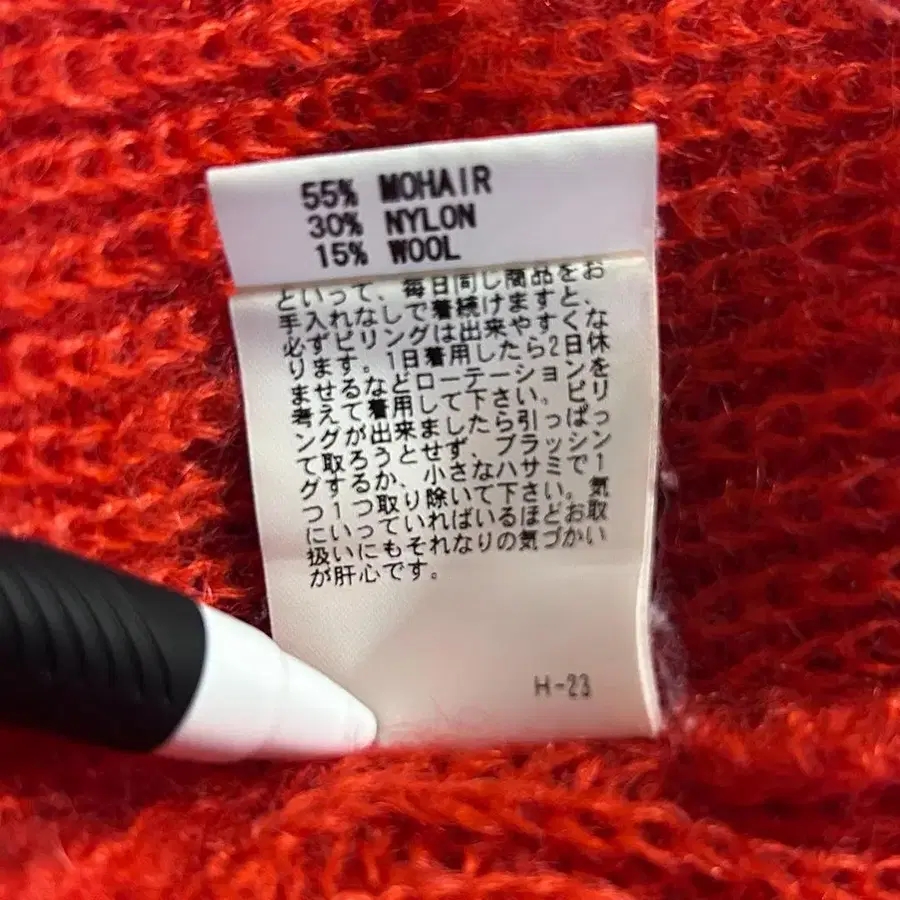 55% MOHAIR
30% NYLON
15% WOOL
といって、毎日同じ商品をお
手入れなしで着続けますと、
必ずピリングは出来やすくな
ります。1日着用したら2日休
ませるなどローテーションを
考えて着用して下さい。ピリ
ングが出来ましたら引っぱっ
て取ろうとせず、ブラッシン
グするか、小さなハサミで1
つ1つ取り除いて下さい。気
にいっていればいるほどお取
扱いにもそれなりの気づかい
が肝心です。
H-23